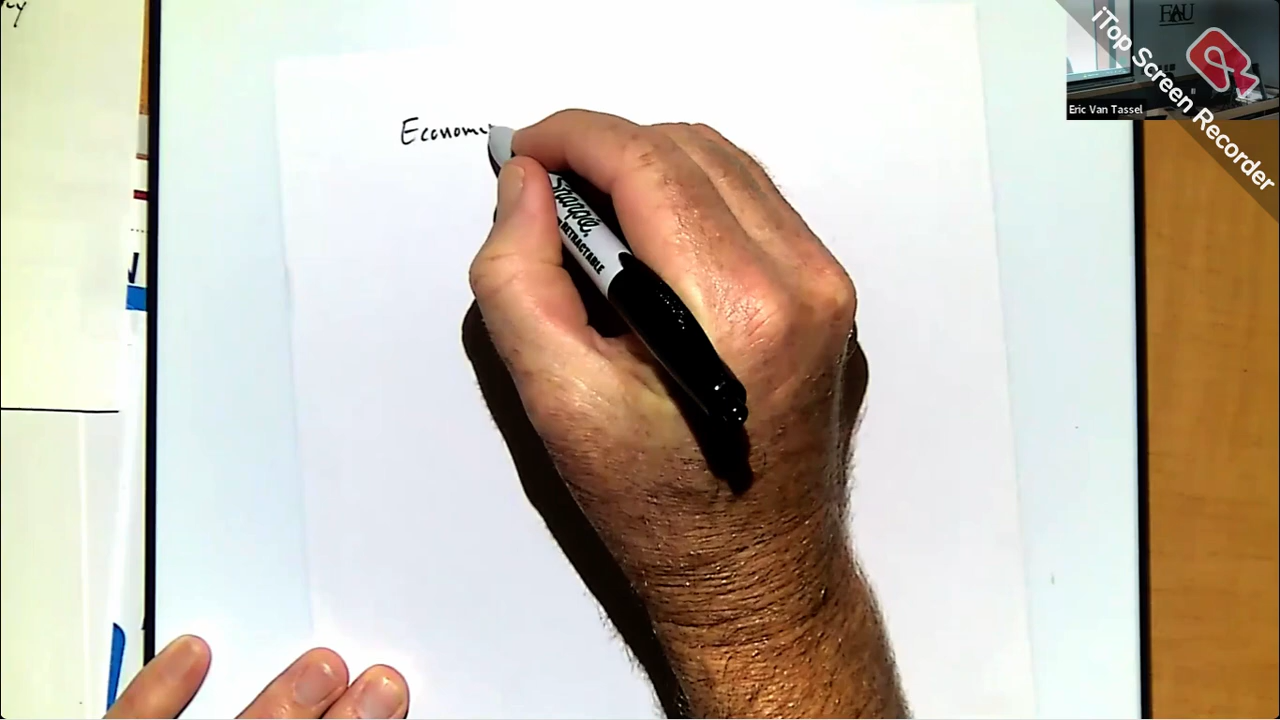 y
FAU
iTop Screen Recorder
Eric Van Tassel
Econom
Sharpie.
RETRACTABLE
N